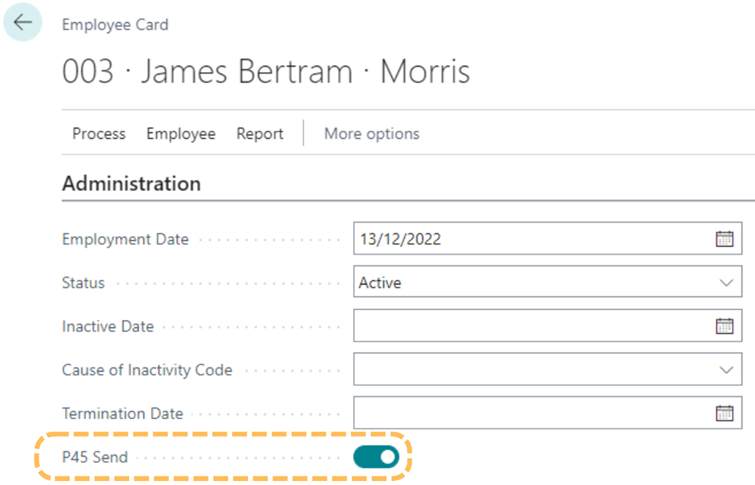 Employee Card
003 · James Bertram · Morris
Process Employee Report More options
Administration
Employment Date 13/12/2022
Status Active
Inactive Date
Cause of Inactivity Code
Termination Date
P45 Send